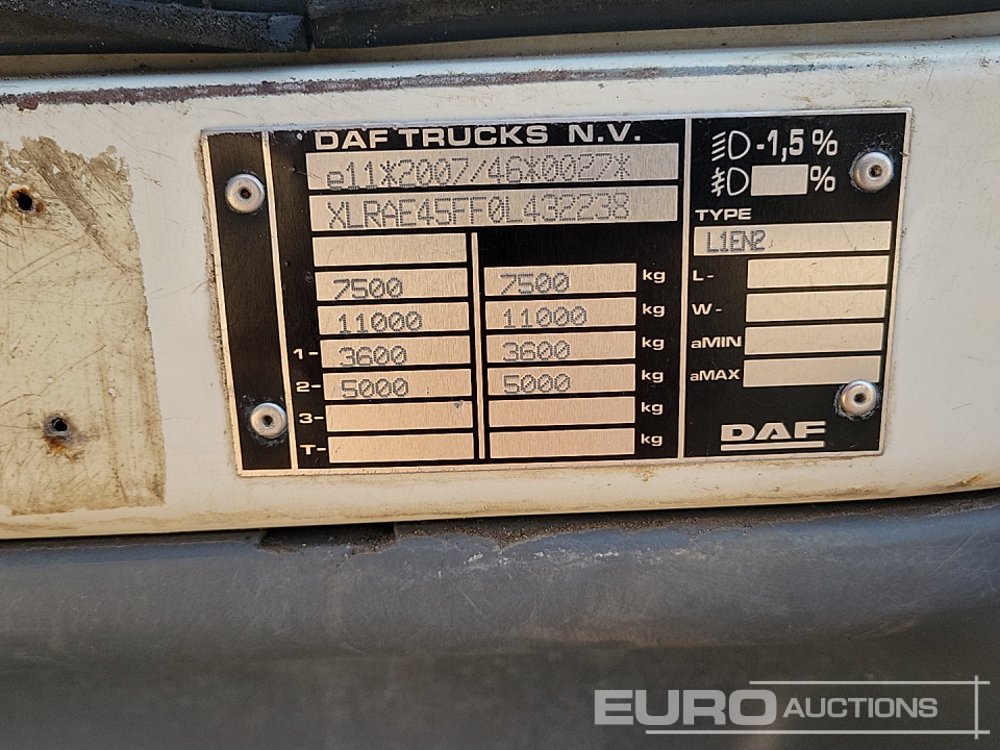 DAF TRUCKS N.V.
e11*2007/46*0027*
XLRAE45FF0L432238
7500 7500 kg
11000 11000 kg
1- 3600 3600 kg
2- 5000 5000 kg
3- kg
T- kg
-1,5 %
%
TYPE
L1EN2
L-
W-
aMIN
aMAX
DAF
EURO AUCTIONS